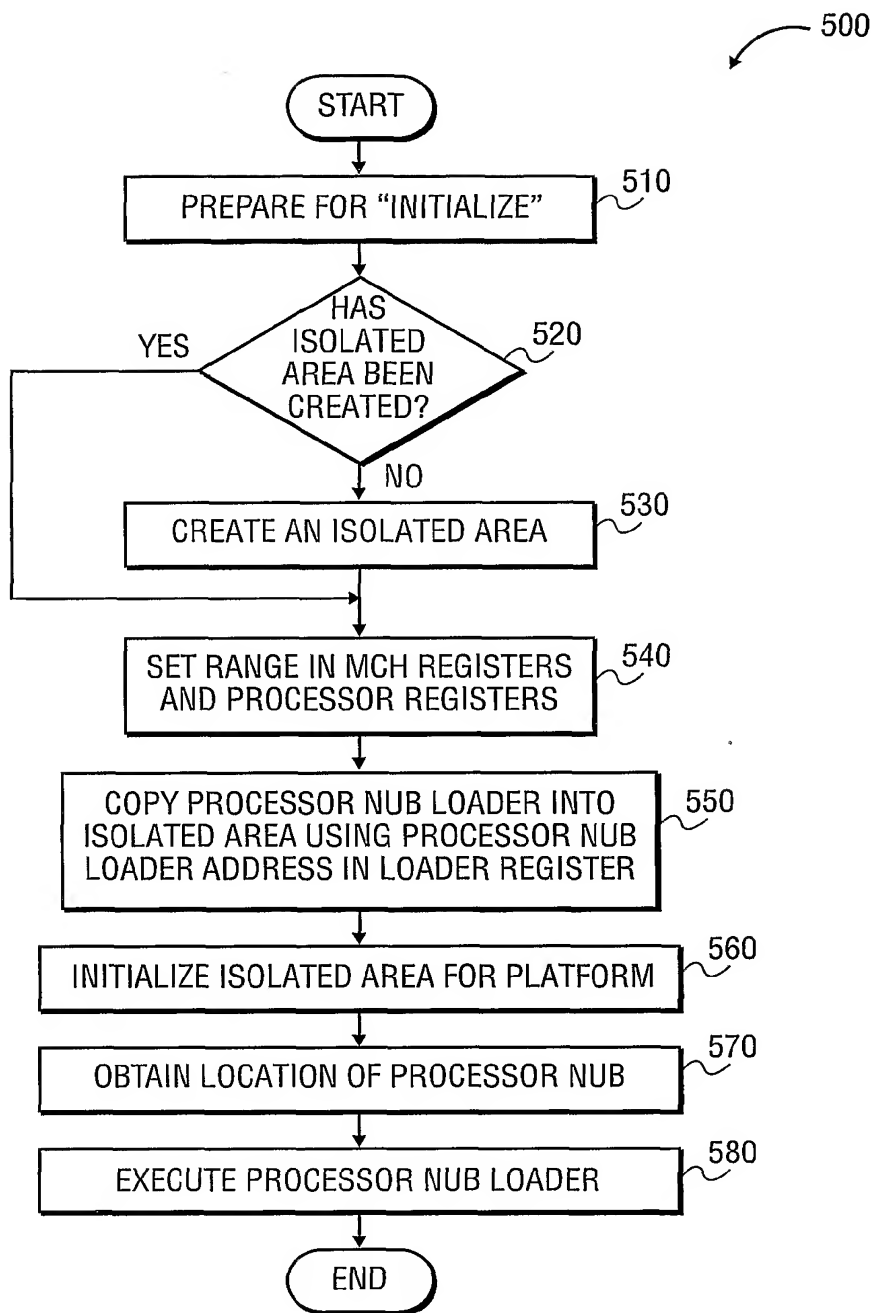 500
START
PREPARE FOR “INITIALIZE”
510
HAS
ISOLATED
AREA BEEN
CREATED?
520
YES
NO
CREATE AN ISOLATED AREA
530
SET RANGE IN MCH REGISTERS
AND PROCESSOR REGISTERS
540
COPY PROCESSOR NUB LOADER INTO
ISOLATED AREA USING PROCESSOR NUB
LOADER ADDRESS IN LOADER REGISTER
550
INITIALIZE ISOLATED AREA FOR PLATFORM
560
OBTAIN LOCATION OF PROCESSOR NUB
570
EXECUTE PROCESSOR NUB LOADER
580
END